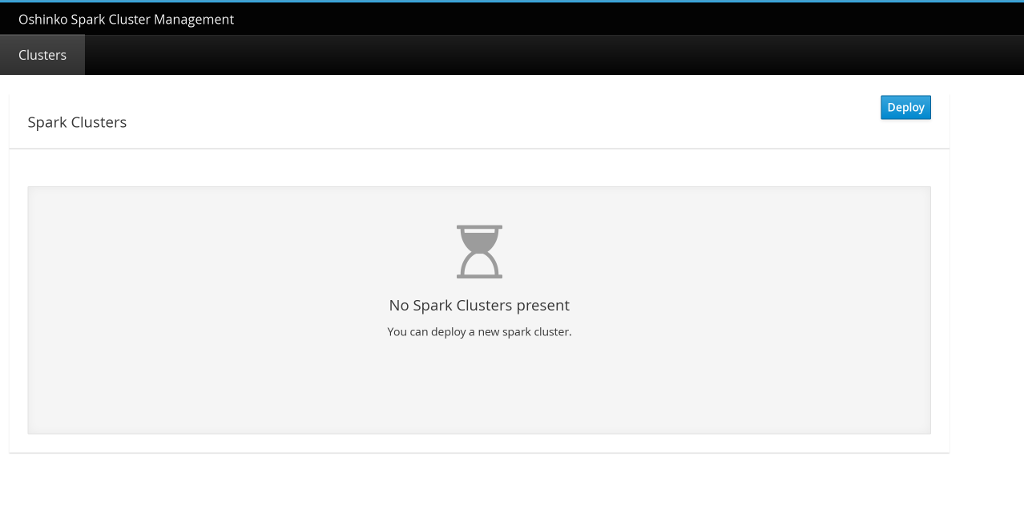 Oshinko Spark Cluster Management
Clusters
Deploy
Spark Clusters
No Spark Clusters present
You can deploy a new spark cluster.